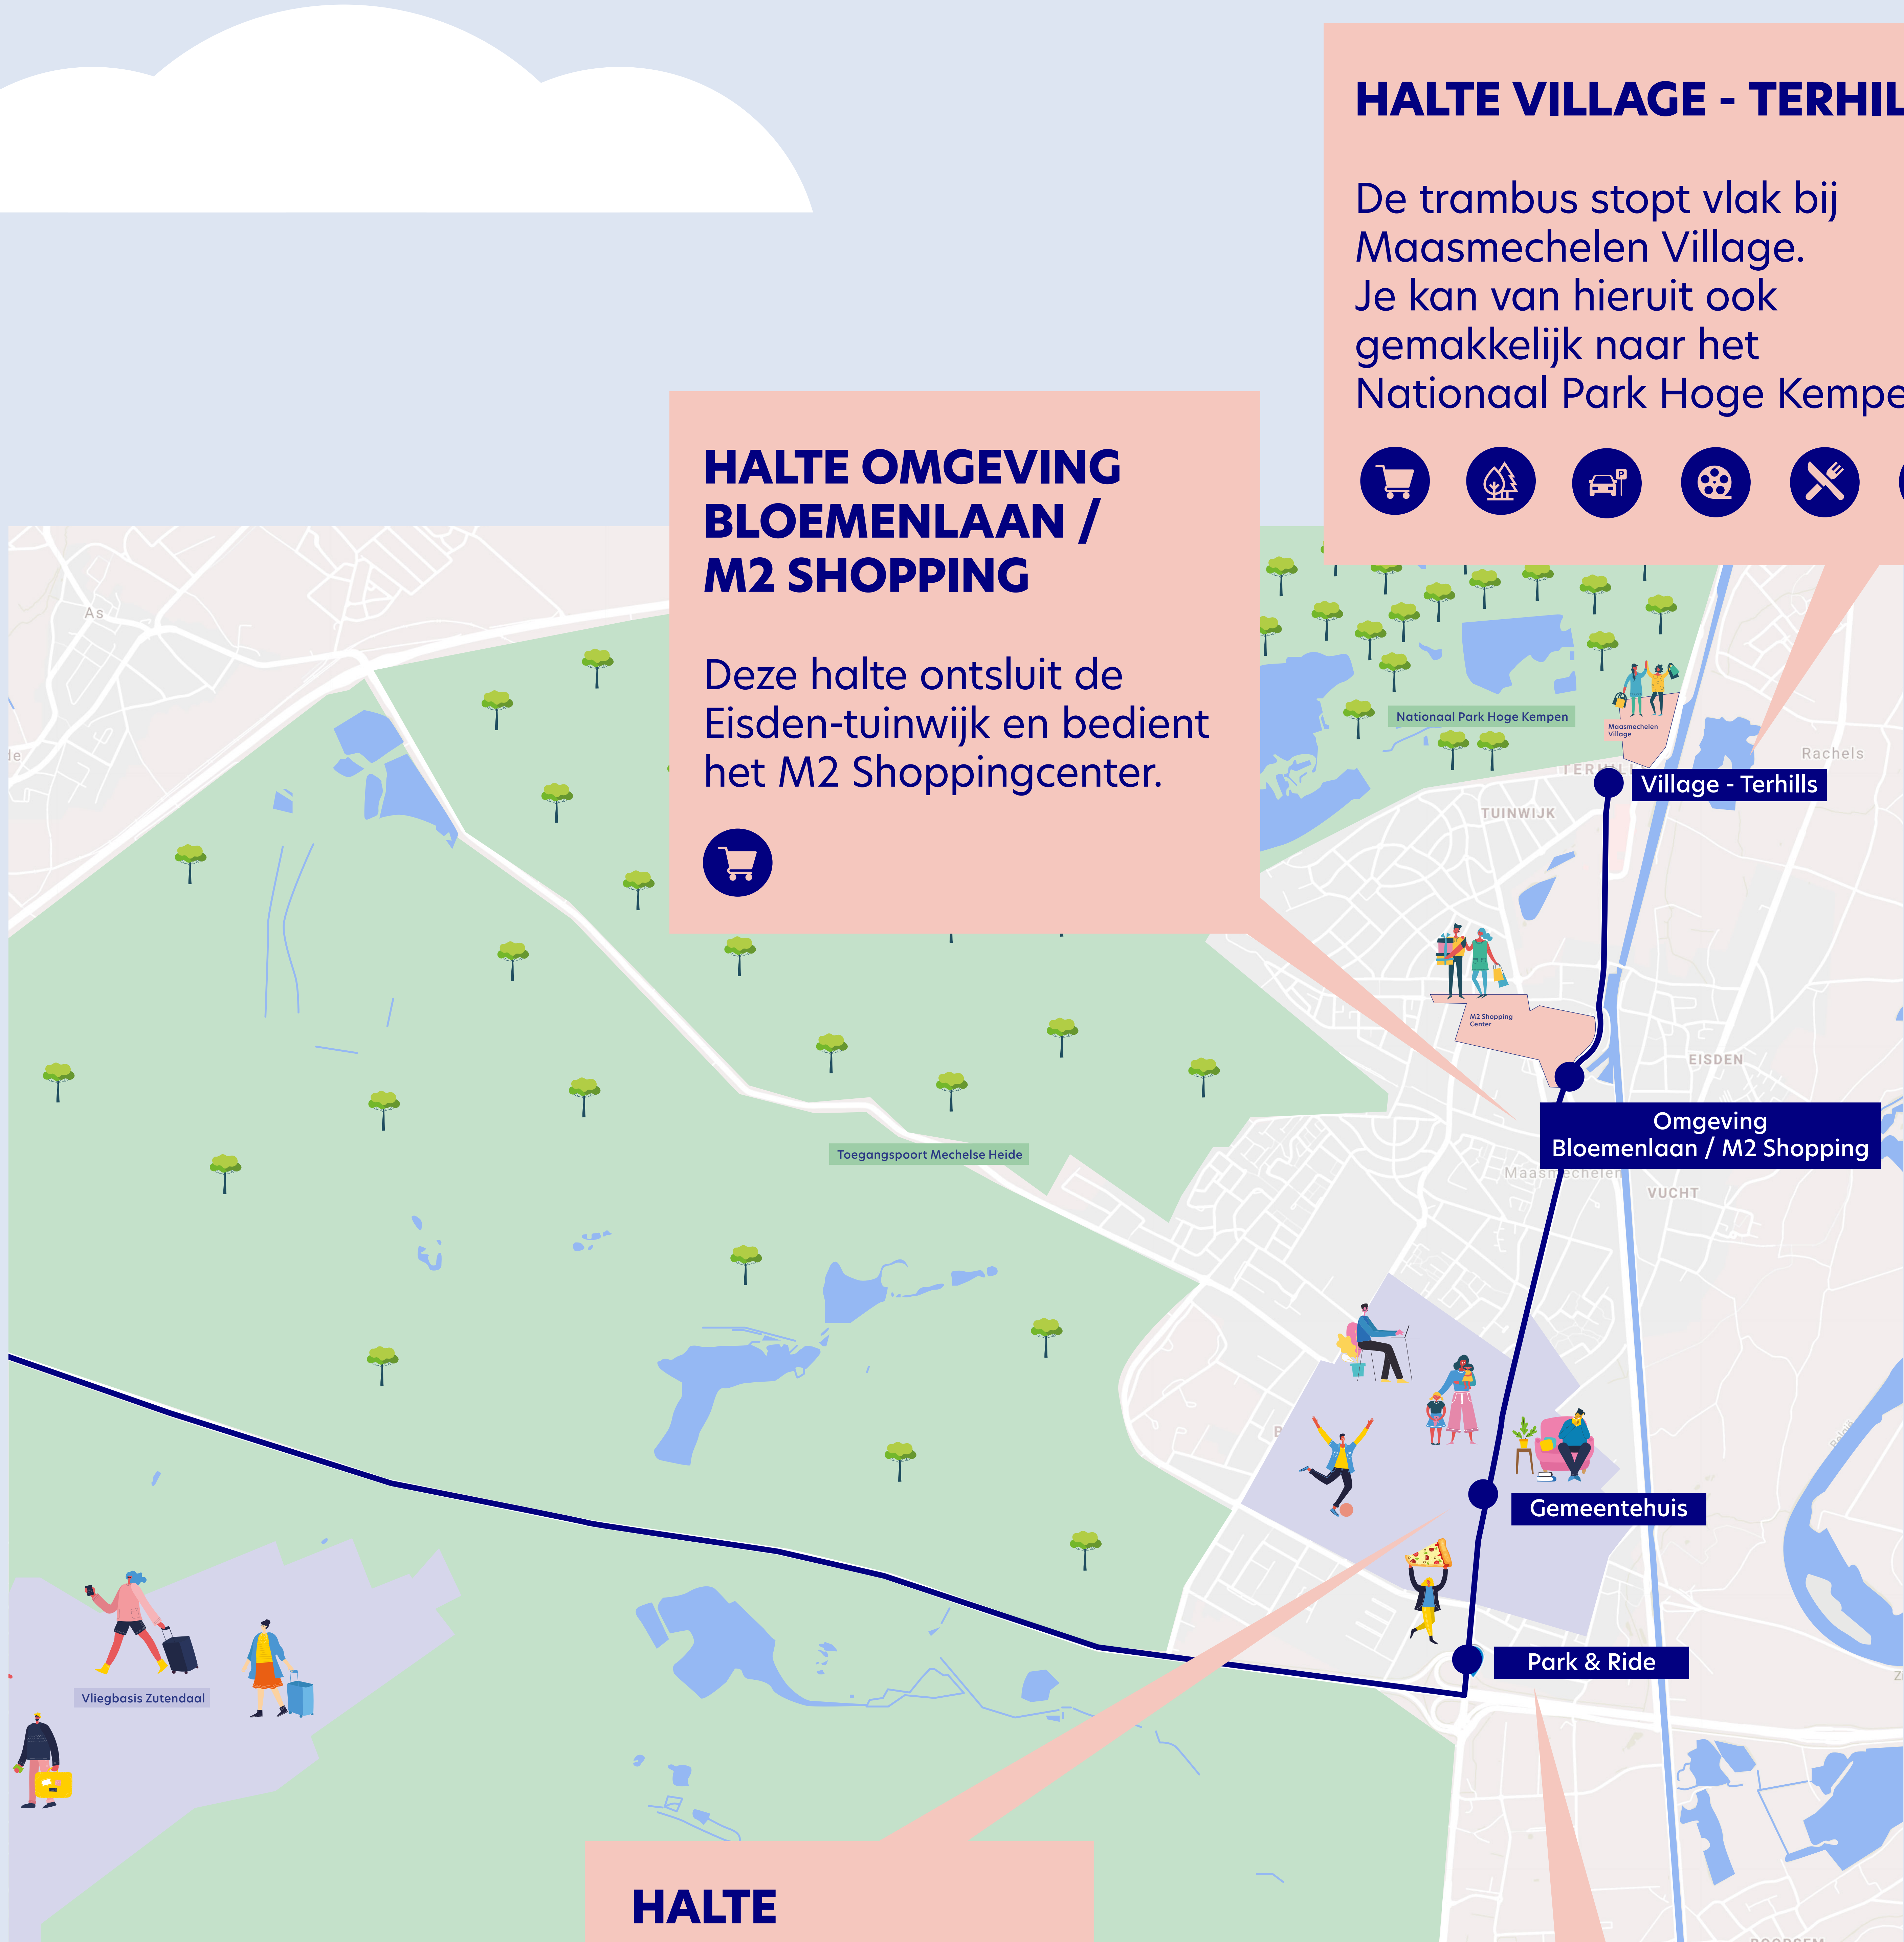 HALTE VILLAGE - TERHIL
De trambus stopt vlak bij
Maasmechelen Village.
Je kan van hieruit ook
gemakkelijk naar het
Nationaal Park Hoge Kempe
P
HALTE OMGEVING
BLOEMENLAAN /
M2 SHOPPING
Deze halte ontsluit de
Eisden-tuinwijk en bedient
het M2 Shoppingcenter.
As
Nationaal Park Hoge Kempen
Maasmechelen
Village
Rachels
Village - Terhills
TUINWIJK
M2 Shopping
Center
EISDEN
Omgeving
Bloemenlaan / M2 Shopping
Toegangspoort Mechelse Heide
Maasmechelen
VUCHT
Gemeentehuis
Park & Ride
Vliegbasis Zutendaal
HALTE